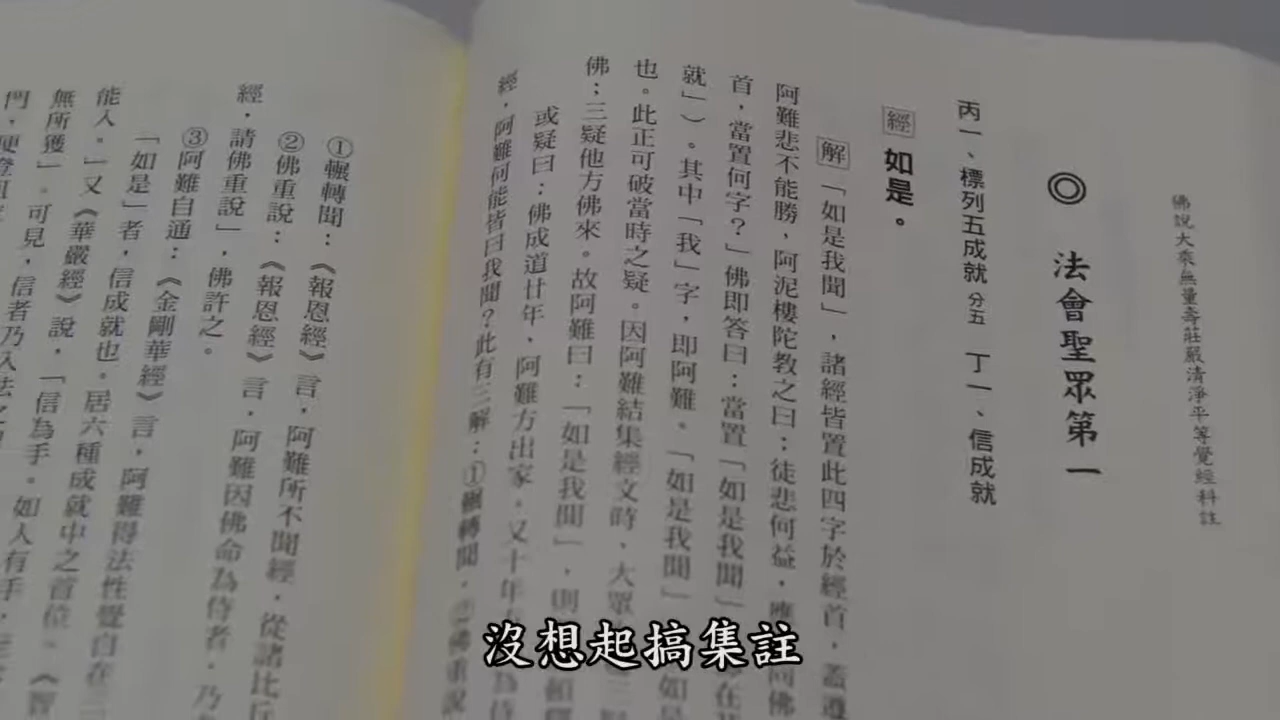 佛說大乘無量壽莊嚴清淨平等覺經科註
◎ 法會聖眾第一
丙一、標列五成就 分五 丁一、信成就
經 如是。
解「如是我聞」，諸經皆置此四字於經首，蓋遵
阿難悲不能勝，阿泥樓陀教之曰：徒悲何益，應問佛
首，當置何字？」佛即答曰：當置「如是我聞」
就」）。其中「我」字，即阿難。「如是我聞」
也。此正可破當時之疑。因阿難結集經文時，大眾
佛；三疑他方佛來。故阿難曰：「如是我聞」，則
或疑曰：佛成道廿年，阿難方出家，又十年
經，阿難何能皆曰我聞？此有三解：①輾轉聞，②佛重說
①輾轉聞：《報恩經》言，阿難所不聞經，從諸比丘
②佛重說：《報恩經》言，阿難因佛命為侍者，乃
經，請佛重說」，佛許之。
③阿難自通：《金剛華經》言，阿難得法性覺自在三
「如是」者，信成就也。居六種成就中之首位。《智
能入。」又《華嚴經》說，「信為手。如人有手，至
無所獲」。可見，信者乃入法之
門，便登祖
沒想起搞集註